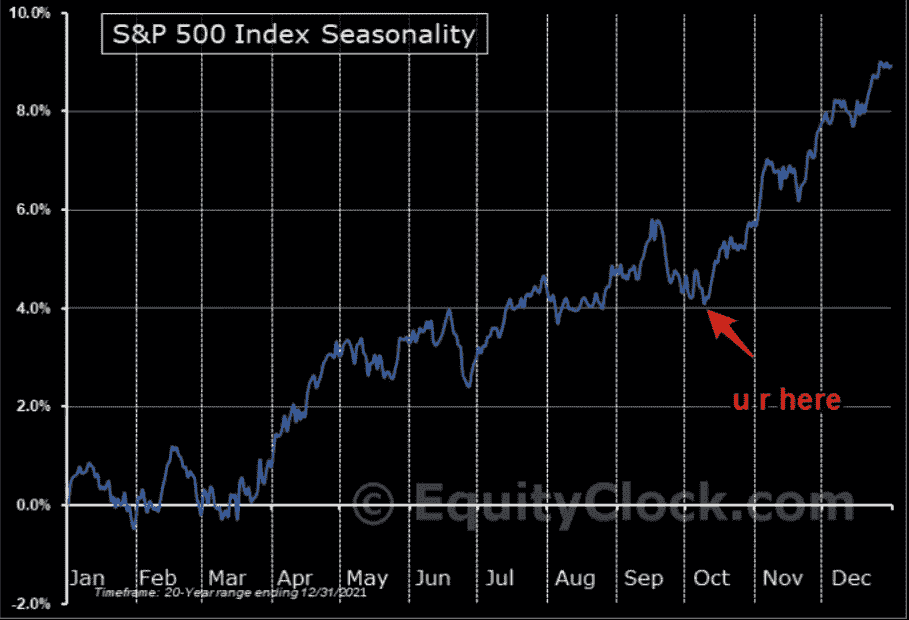 10.0%
S&P 500 Index Seasonality
8.0%
6.0%
4.0%
u r here
2.0%
0.0%
© EquityClock.com
Jan Feb Mar Apr May Jun Jul Aug Sep Oct Nov Dec
Timeframe: 20-Year range ending 12/31/2021
-2.0%